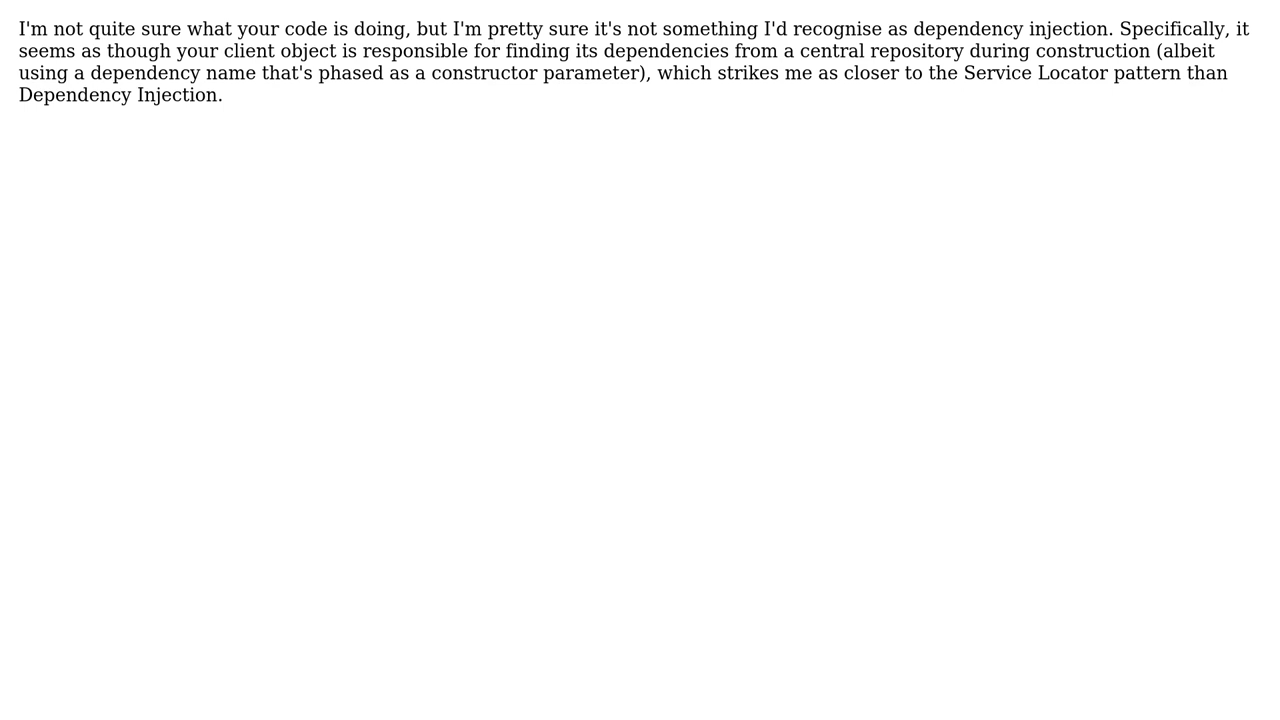 I'm not quite sure what your code is doing, but I'm pretty sure it's not something I'd recognise as dependency injection. Specifically, it
seems as though your client object is responsible for finding its dependencies from a central repository during construction (albeit
using a dependency name that's phased as a constructor parameter), which strikes me as closer to the Service Locator pattern than
Dependency Injection.